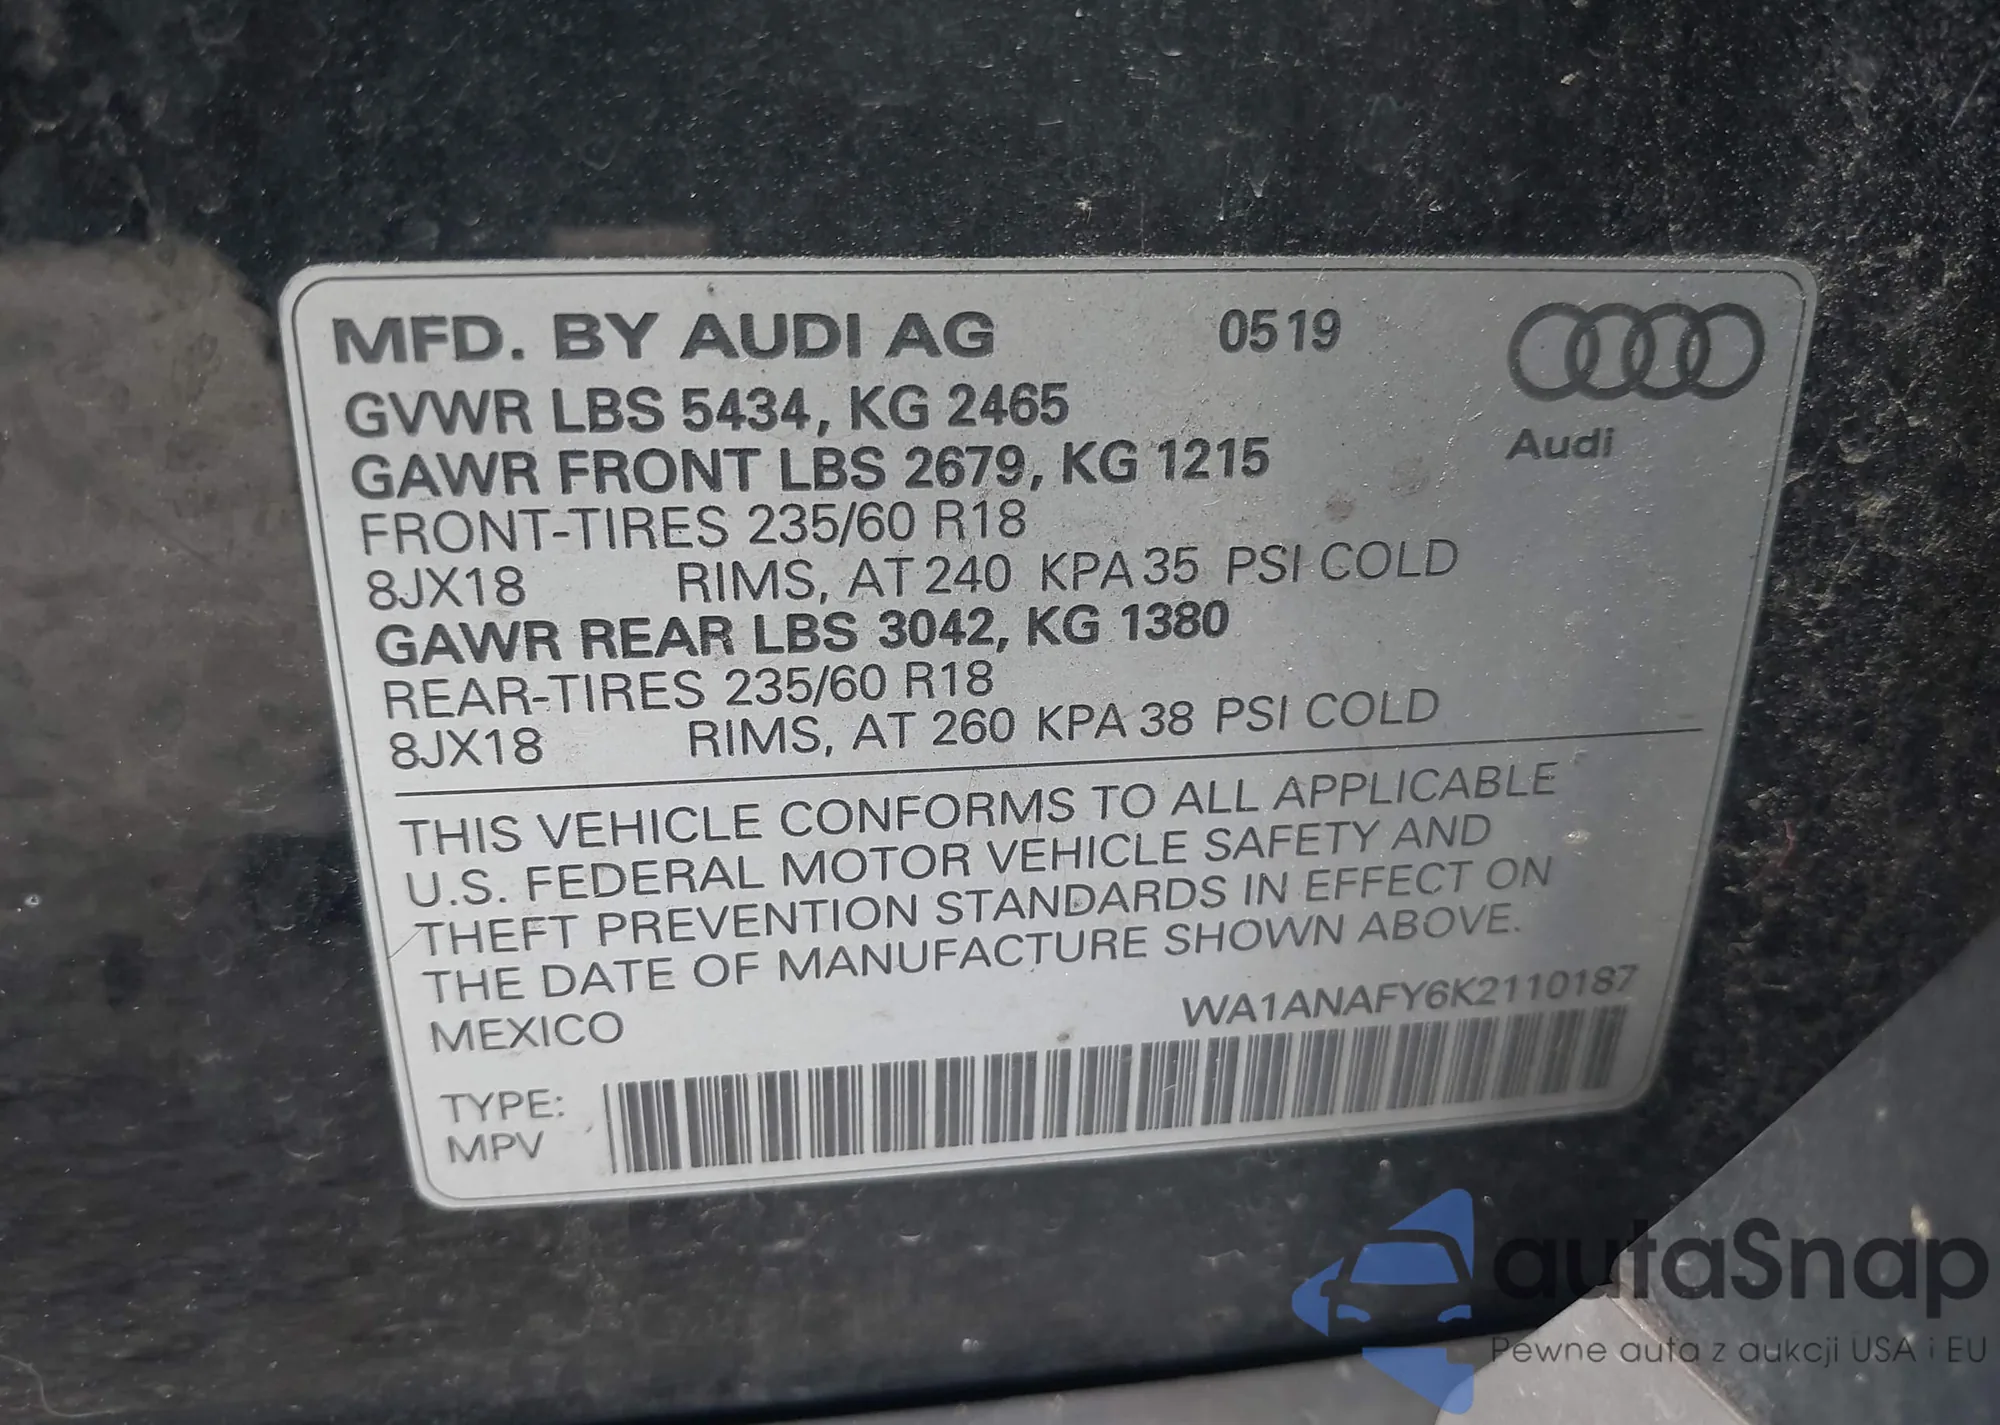 MFD. BY AUDI AG 0519
Audi
GVWR LBS 5434, KG 2465
GAWR FRONT LBS 2679, KG 1215
FRONT-TIRES 235/60 R18
8JX18 RIMS, AT 240 KPA 35 PSI COLD
GAWR REAR LBS 3042, KG 1380
REAR-TIRES 235/60 R18
8JX18 RIMS, AT 260 KPA 38 PSI COLD
THIS VEHICLE CONFORMS TO ALL APPLICABLE
U.S. FEDERAL MOTOR VEHICLE SAFETY AND
THEFT PREVENTION STANDARDS IN EFFECT ON
THE DATE OF MANUFACTURE SHOWN ABOVE.
MEXICO WA1ANAFY6K2110187
TYPE:
MPV
autaSnap
Pewne auta z aukcji USA i EU